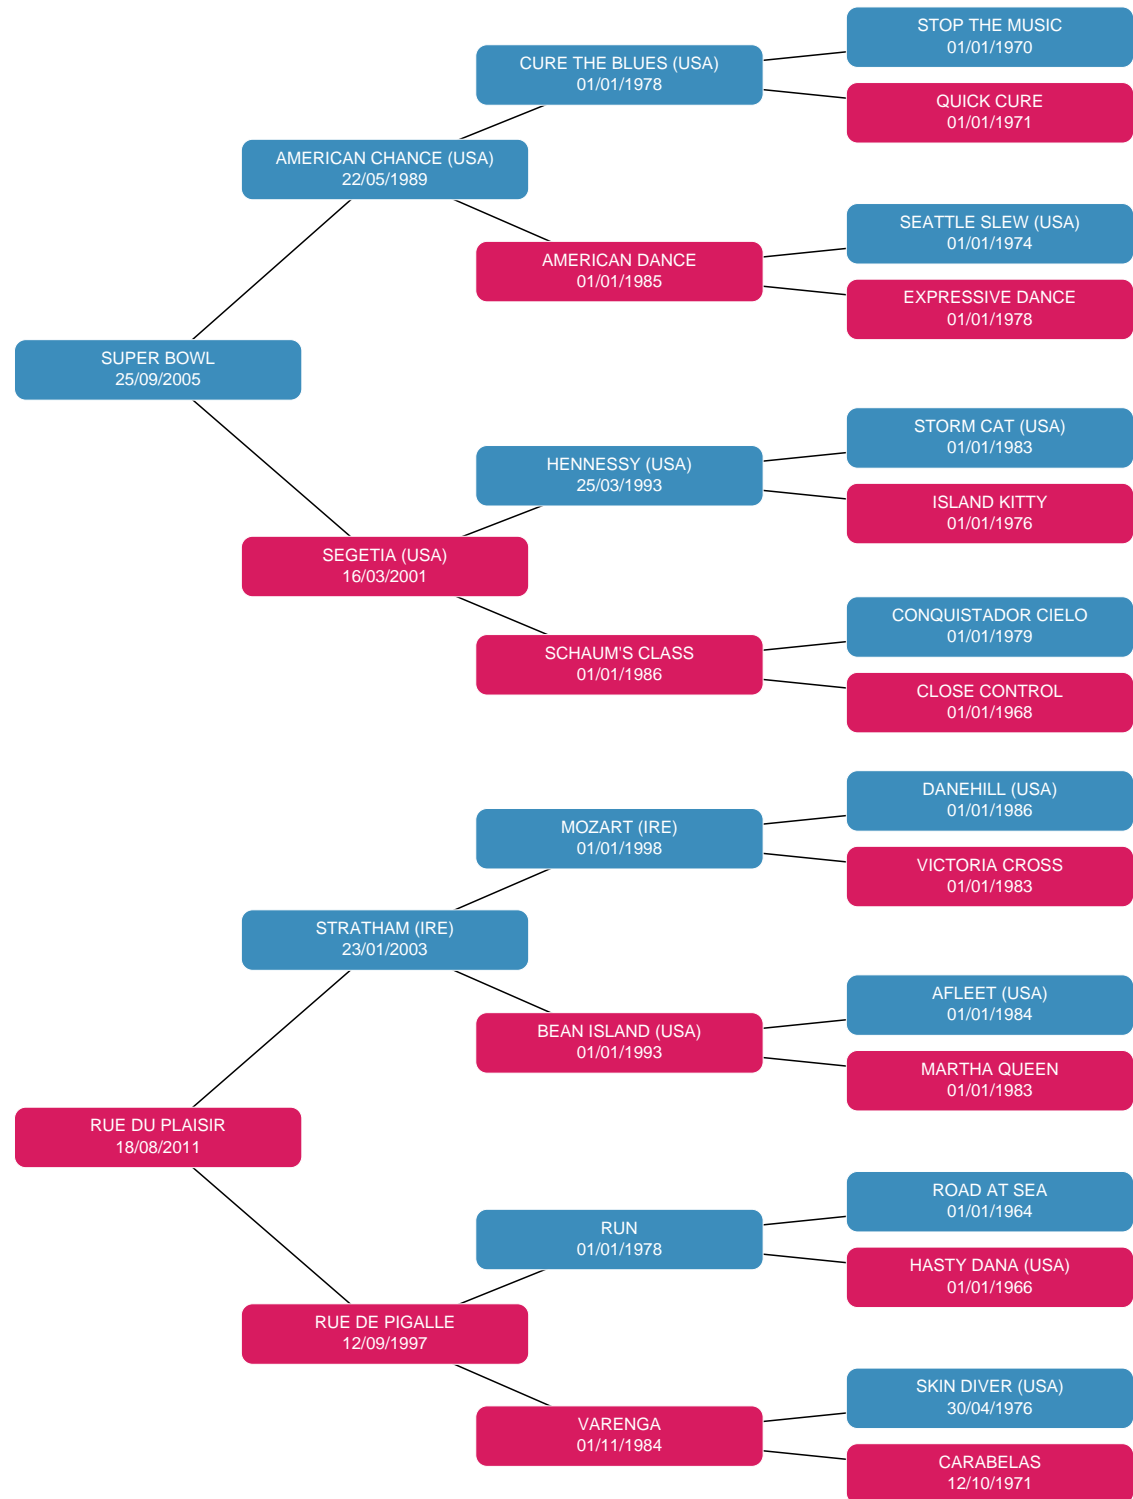 STOP THE MUSIC
01/01/1970
CURE THE BLUES (USA)
01/01/1978
QUICK CURE
01/01/1971
AMERICAN CHANCE (USA)
22/05/1989
SEATTLE SLEW (USA)
01/01/1974
AMERICAN DANCE
01/01/1985
EXPRESSIVE DANCE
01/01/1978
SUPER BOWL
25/09/2005
STORM CAT (USA)
01/01/1983
HENNESSY (USA)
25/03/1993
ISLAND KITTY
01/01/1976
SEGETIA (USA)
16/03/2001
CONQUISTADOR CIELO
01/01/1979
SCHAUM'S CLASS
01/01/1986
CLOSE CONTROL
01/01/1968
DANEHILL (USA)
01/01/1986
MOZART (IRE)
01/01/1998
VICTORIA CROSS
01/01/1983
STRATHAM (IRE)
23/01/2003
AFLEET (USA)
01/01/1984
BEAN ISLAND (USA)
01/01/1993
MARTHA QUEEN
01/01/1983
RUE DU PLAISIR
18/08/2011
ROAD AT SEA
01/01/1964
RUN
01/01/1978
HASTY DANA (USA)
01/01/1966
RUE DE PIGALLE
12/09/1997
SKIN DIVER (USA)
30/04/1976
VARENGA
01/11/1984
CARABELAS
12/10/1971